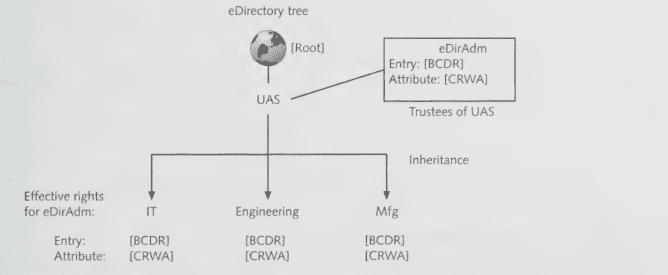 eDirectory tree
[Root]
eDirAdm
Entry: [BCDR]
Attribute: [CRWA]
UAS
Trustees of UAS
Inheritance
Effective rights
for eDirAdm: IT Engineering Mfg
Entry: [BCDR] [BCDR] [BCDR]
Attribute: [CRWA] [CRWA] [CRWA]